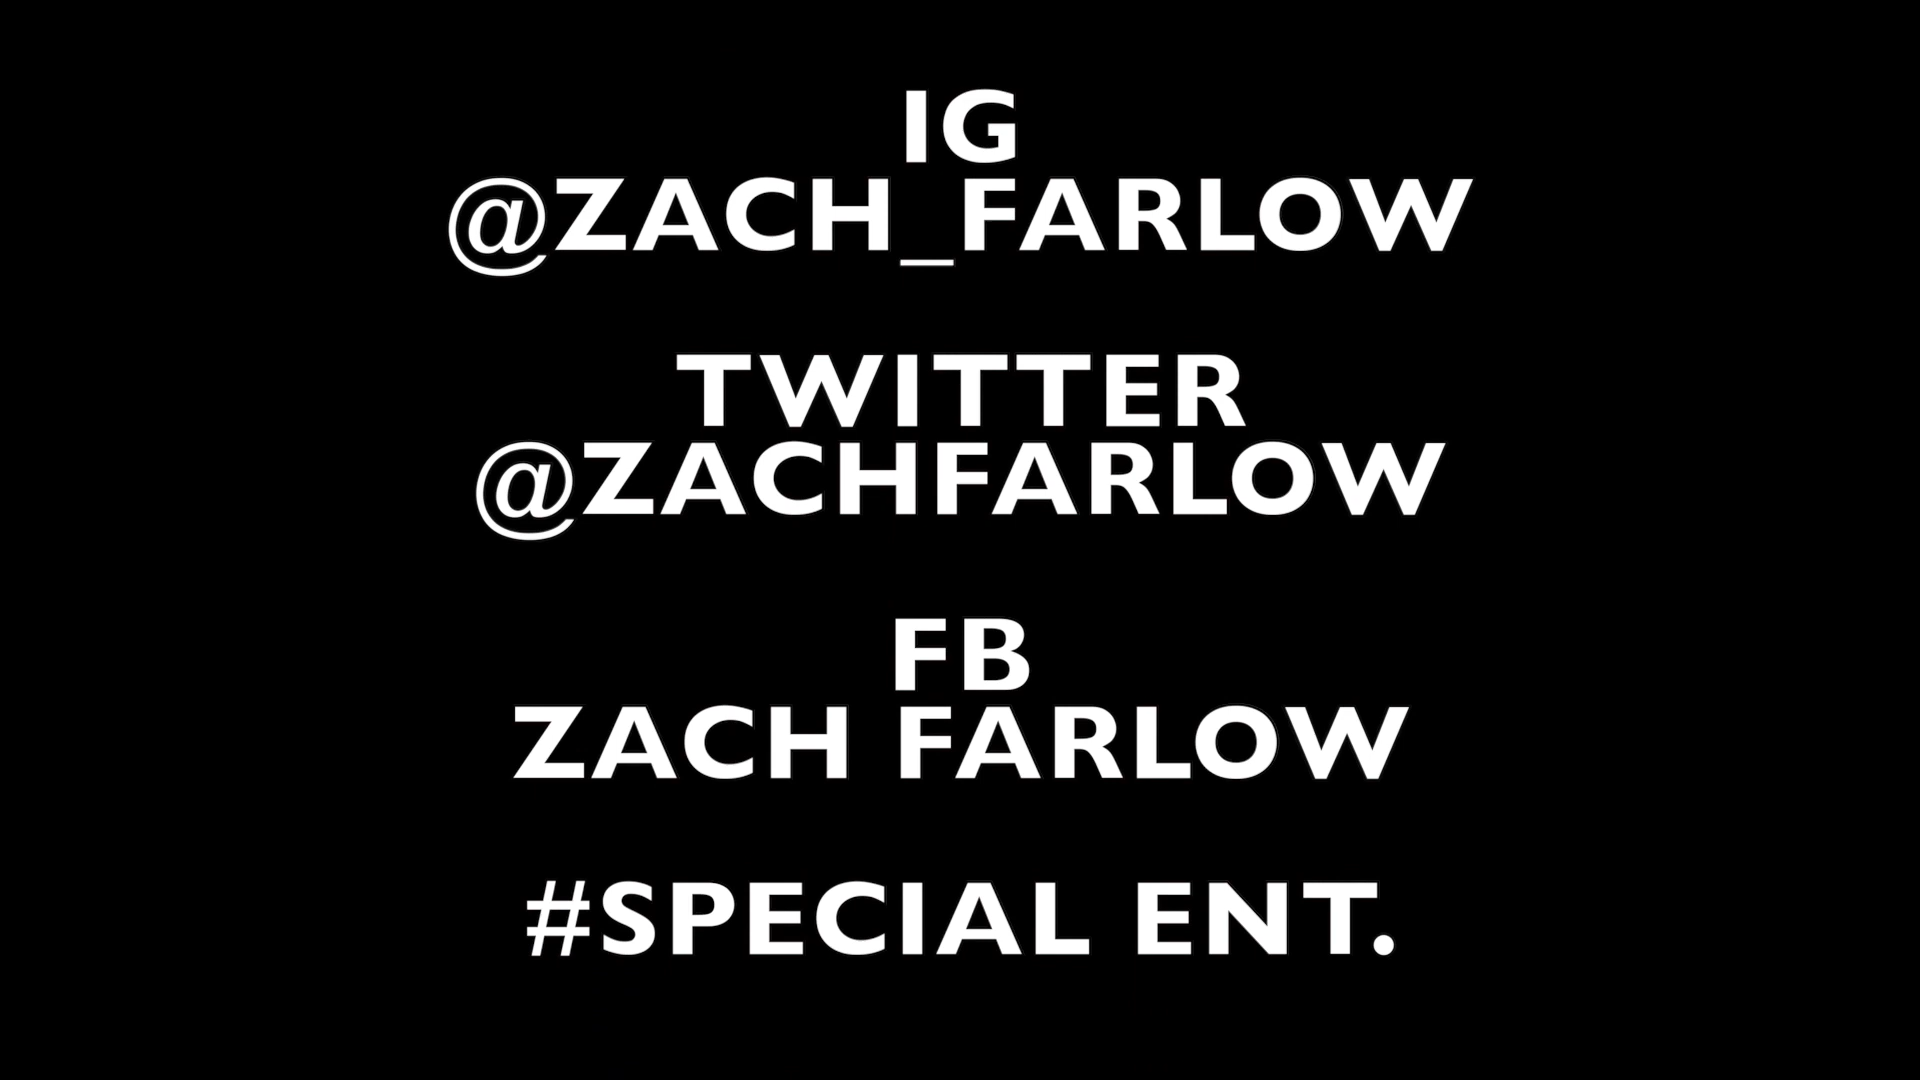 IG
@ZACH_FARLOW
TWITTER
@ZACHFARLOW
FB
ZACH FARLOW
#SPECIAL ENT.